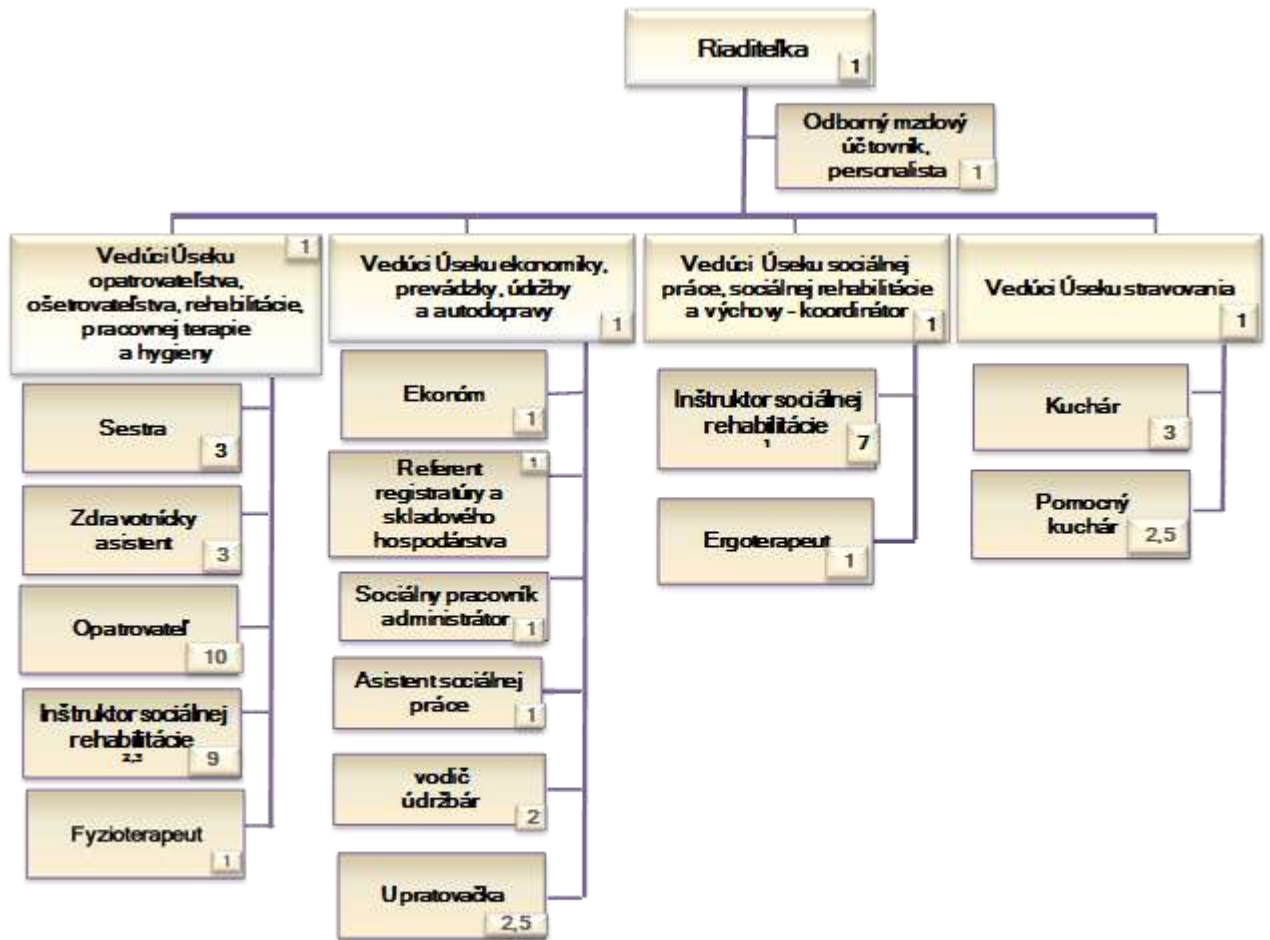 Riaditeľka
1
Odborný mzdový
účtovník,
personalista
1
Vedúci Úseku
opatrovateľstva,
ošetrovateľstva, rehabilitácie,
pracovnej terapie
a hygieny
1
Sestra
3
Zdravotnícky
asistent
3
Opatrovateľ
10
Inštruktor sociálnej
rehabilitácie
2,3
9
Fyzioterapeut
1
Vedúci Úseku ekonomiky,
prevádzky, údržby
a autodopravy
1
Ekonóm
1
Referent
registratúry a
skladového
hospodárstva
1
Sociálny pracovník
administrátor
1
Asistent sociálnej
práce
1
vodič
údržbár
2
Upratovačka
2,5
Vedúci Úseku sociálnej
práce, sociálnej rehabilitácie
a výchovy - koordinátor
1
Inštruktor sociálnej
rehabilitácie
1
7
Ergoterapeut
1
Vedúci Úseku stravovania
1
Kuchár
3
Pomocný
kuchár
2,5